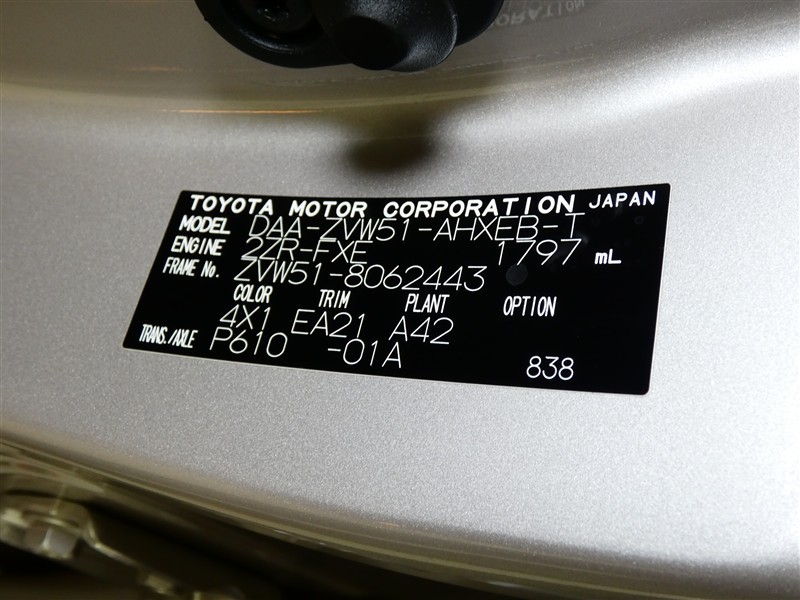 TOYOTA MOTOR CORPORATION JAPAN
MODEL DAA-ZVW51-AHXEB-T
ENGINE 2ZR-FXE 1797 mL
FRAME No. ZVW51-8062443
COLOR TRIM PLANT OPTION
4X1 EA21 A42
TRANS./AXLE P610 -01A
838